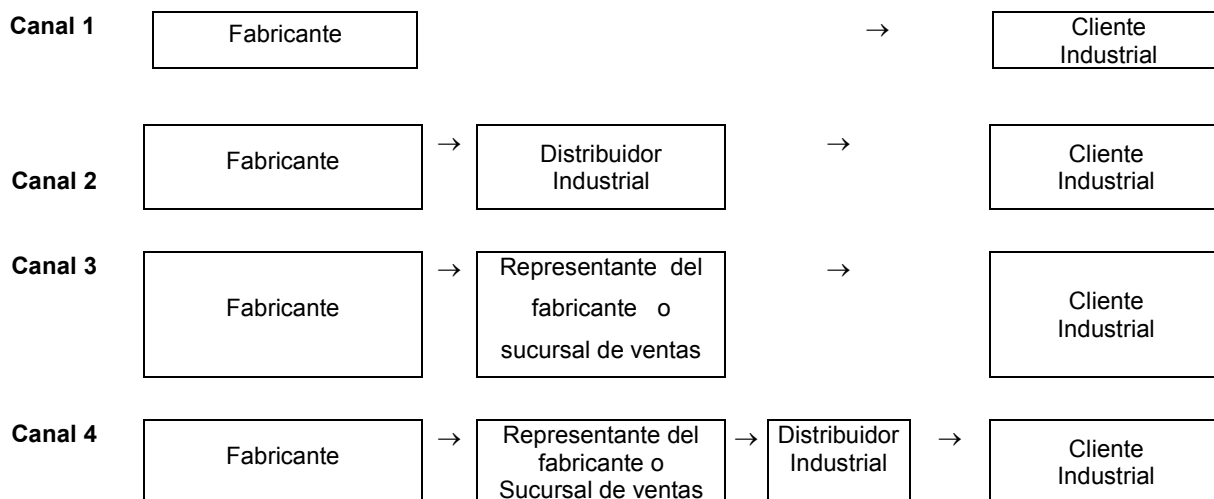 Canal 1
Fabricante
→
Cliente
Industrial
Canal 2
Fabricante
→
Distribuidor
Industrial
→
Cliente
Industrial
Canal 3
Fabricante
→
Representante del
fabricante o
sucursal de ventas
→
Cliente
Industrial
Canal 4
Fabricante
→
Representante del
fabricante o
Sucursal de ventas
→
Distribuidor
Industrial
→
Cliente
Industrial